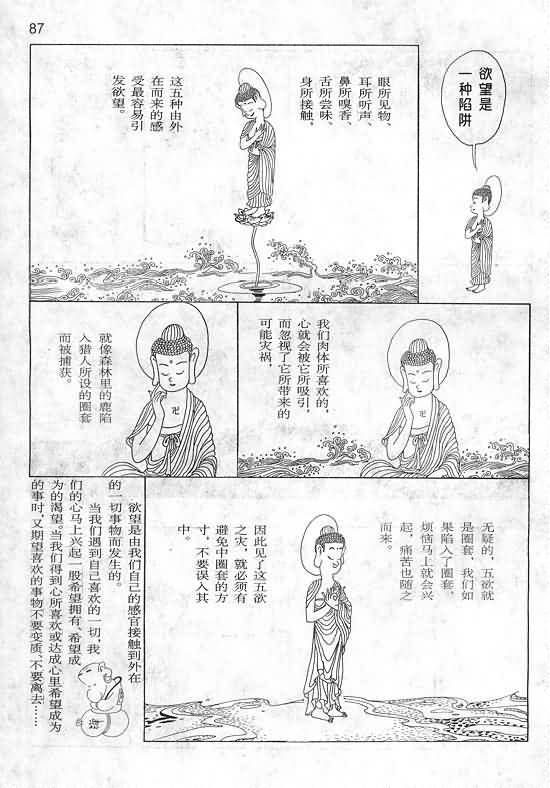 87
欲望是
一种陷阱
眼所见物、
耳所听声、
鼻所嗅香、
舌所尝味、
身所接触，
这五种由外
在而来的感
受最容易引
发欲望。
我们肉体所喜欢的，
心就会被它所吸引，
而忽视了它所带来的
可能灾祸，
就像森林里的鹿陷
入猎人所设的圈套
而被捕获。
无疑的，五欲就
是圈套，我们如
果陷入了圈套，
烦恼马上就会兴
起，痛苦也随之
而来。
因此见了这五欲
之灾，就必须有
避免中圈套的方
寸，不要误入其
中。
欲望是由我们自己的感官接触到外在
的一切事物而发生的。
当我们遇到自己喜欢的一切，我
们的心马上兴起一股希望拥有、希望成
为的渴望。当我们得到心所喜欢或达成心里希望成为
的事时，又期望喜欢的事物不要变质、不要离去……